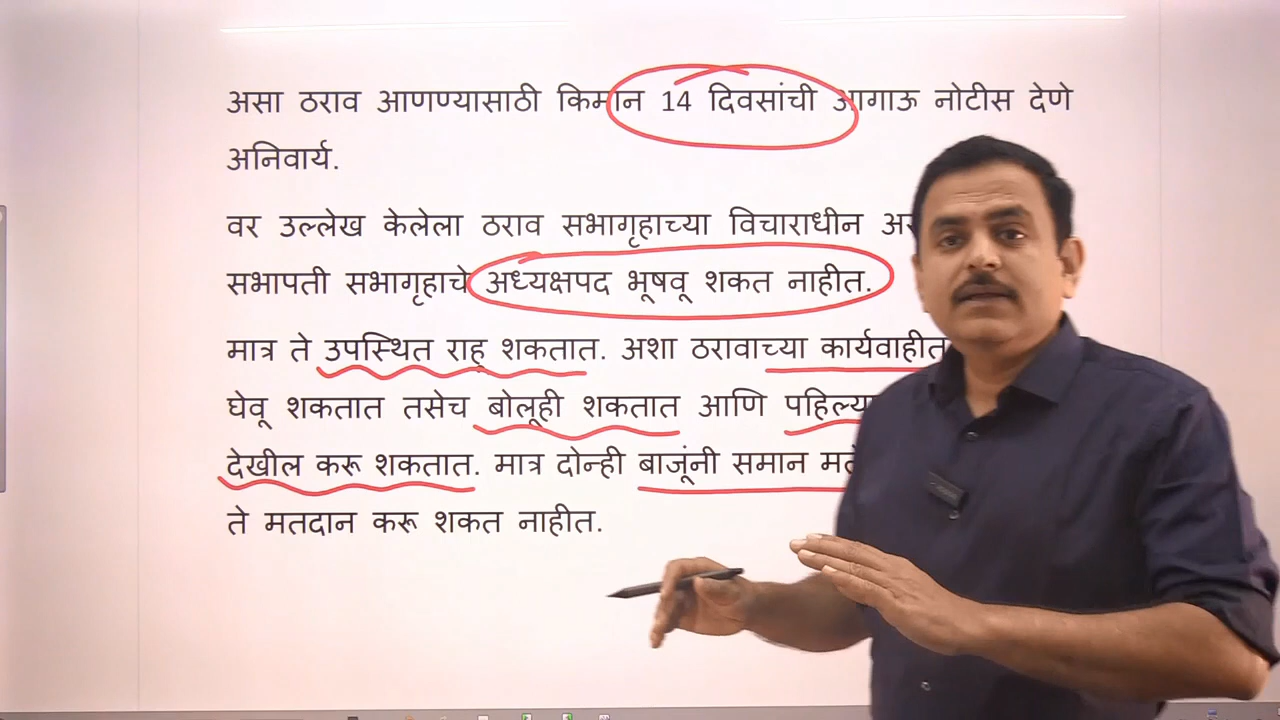 असा ठराव आणण्यासाठी किमान 14 दिवसांची आगाऊ नोटीस देणे
अनिवार्य.
वर उल्लेख केलेला ठराव सभागृहाच्या विचाराधीन
सभापती सभागृहाचे अध्यक्षपद भूषवू शकत नाहीत.
मात्र ते उपस्थित राहू शकतात. अशा ठरावाच्या कार्यवाहीत
घेवू शकतात तसेच बोलूही शकतात आणि
देखील करू शकतात. मात्र दोन्ही बाजूंनी समान
ते मतदान करू शकत नाहीत.